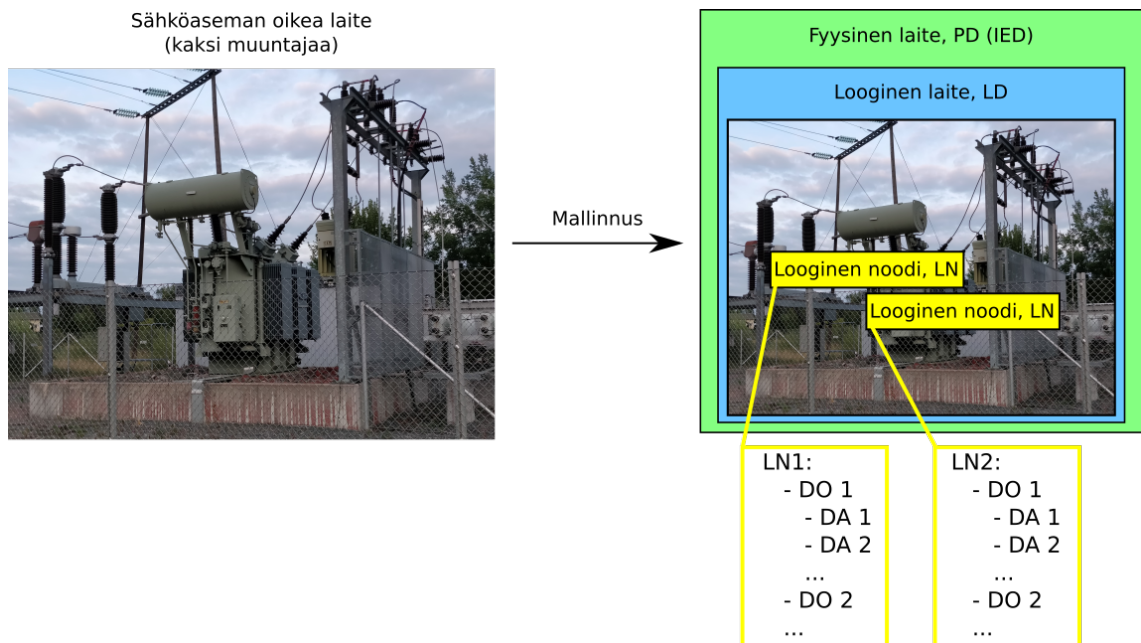 Sähköaseman oikea laite
(kaksi muuntajaa)
Mallinnus
Fyysinen laite, PD (IED)
Looginen laite, LD
Looginen noodi, LN
Looginen noodi, LN
LN1:
- DO 1
- DA 1
- DA 2
...
- DO 2
...
LN2:
- DO 1
- DA 1
- DA 2
...
- DO 2
...